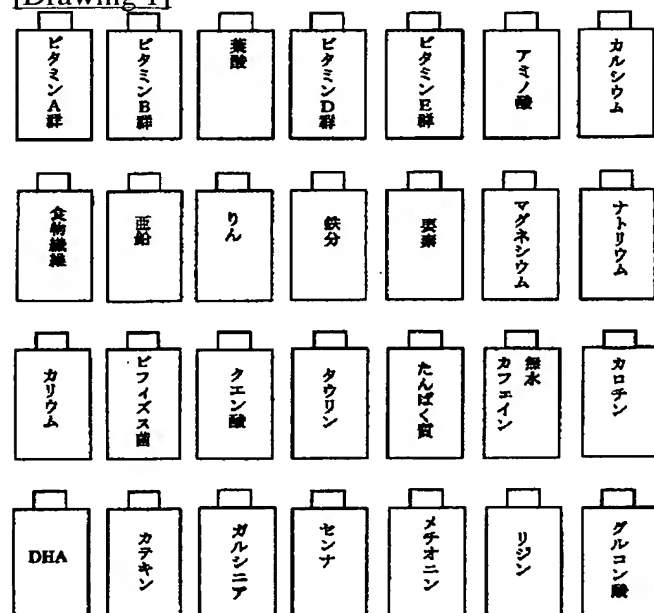 [Drawing 1]
ビタミンA群
ビタミンB群
葉酸
ビタミンD群
ビタミンE群
アミノ酸
カルシウム
食物繊維
亜鉛
りん
鉄分
要素
マグネシウム
ナトリウム
カリウム
ビフィズス菌
クエン酸
タウリン
たんぱく質
無水
カフェイン
カロチン
DHA
カテキン
ガルシニア
センナ
メチオニン
リジン
グルコン酸